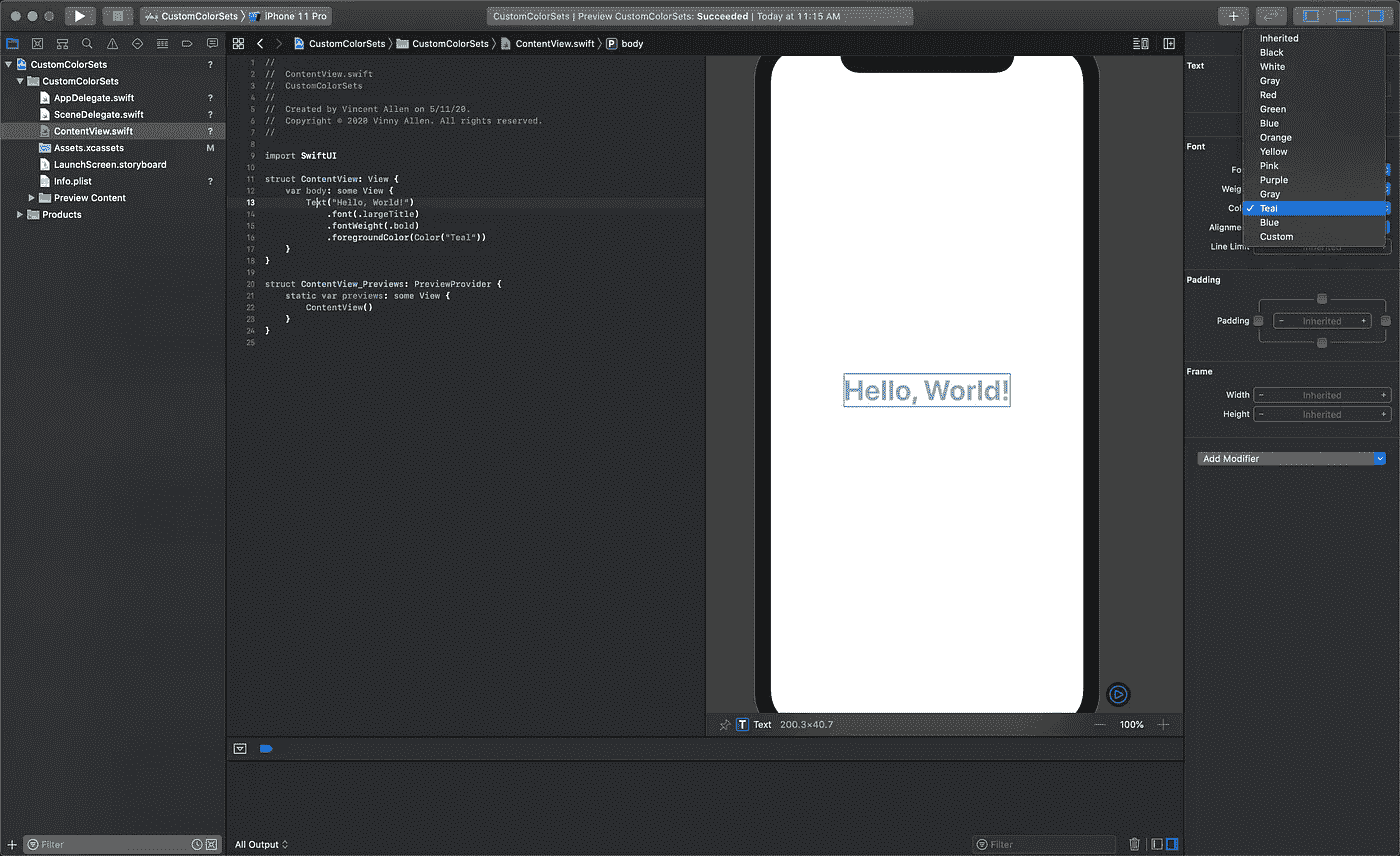 CustomColorSets 〉 iPhone 11 Pro
CustomColorSets | Preview CustomColorSets: Succeeded | Today at 11:15 AM
CustomColorSets 〉 CustomColorSets 〉 ContentView.swift 〉 P body
CustomColorSets ?
CustomColorSets
AppDelegate.swift ?
SceneDelegate.swift ?
ContentView.swift ?
Assets.xcassets M
LaunchScreen.storyboard
Info.plist ?
Preview Content
Products
Filter
1 //
2 //  ContentView.swift
3 //  CustomColorSets
4 //
5 //  Created by Vincent Allen on 5/11/20.
6 //  Copyright © 2020 Vinny Allen. All rights reserved.
7 //
8
9 import SwiftUI
10
11 struct ContentView: View {
12     var body: some View {
13         Text("Hello, World!")
14             .font(.largeTitle)
15             .fontWeight(.bold)
16             .foregroundColor(Color("Teal"))
17     }
18 }
19
20 struct ContentView_Previews: PreviewProvider {
21     static var previews: some View {
22         ContentView()
23     }
24 }
25
Hello, World!
T Text 200.3×40.7
100%
All Output
Filter
Text
Font
Fo
Weig
Col
Alignme
Line Limit
Inherited
Black
White
Gray
Red
Green
Blue
Orange
Yellow
Pink
Purple
Gray
✓ Teal
Blue
Custom
Inherited
Padding
Padding − Inherited +
Frame
Width − Inherited +
Height − Inherited +
Add Modifier